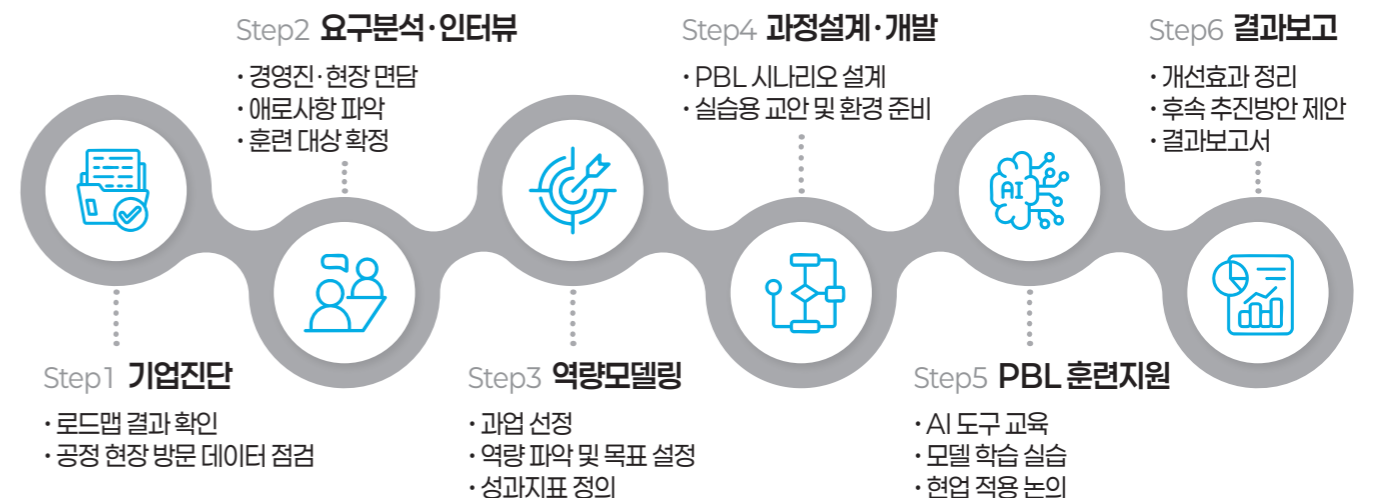 Step2 요구분석·인터뷰
· 경영진·현장 면담
· 애로사항 파악
· 훈련 대상 확정
Step4 과정설계·개발
· PBL 시나리오 설계
· 실습용 교안 및 환경 준비
Step6 결과보고
· 개선효과 정리
· 후속 추진방안 제안
· 결과보고서
AI
Step1 기업진단
· 로드맵 결과 확인
· 공정 현장 방문 데이터 점검
Step3 역량모델링
· 과업 선정
· 역량 파악 및 목표 설정
· 성과지표 정의
Step5 PBL 훈련지원
· AI 도구 교육
· 모델 학습 실습
· 현업 적용 논의